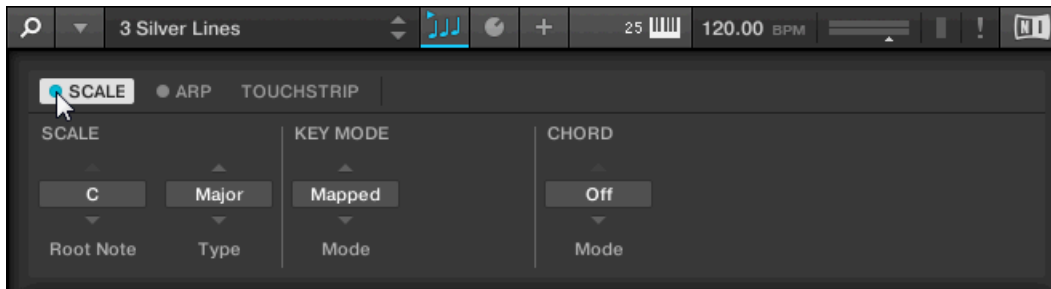 3 Silver Lines 25 120.00 BPM ! NI
SCALE ARP TOUCHSTRIP
SCALE KEY MODE CHORD
C Major Mapped Off
Root Note Type Mode Mode